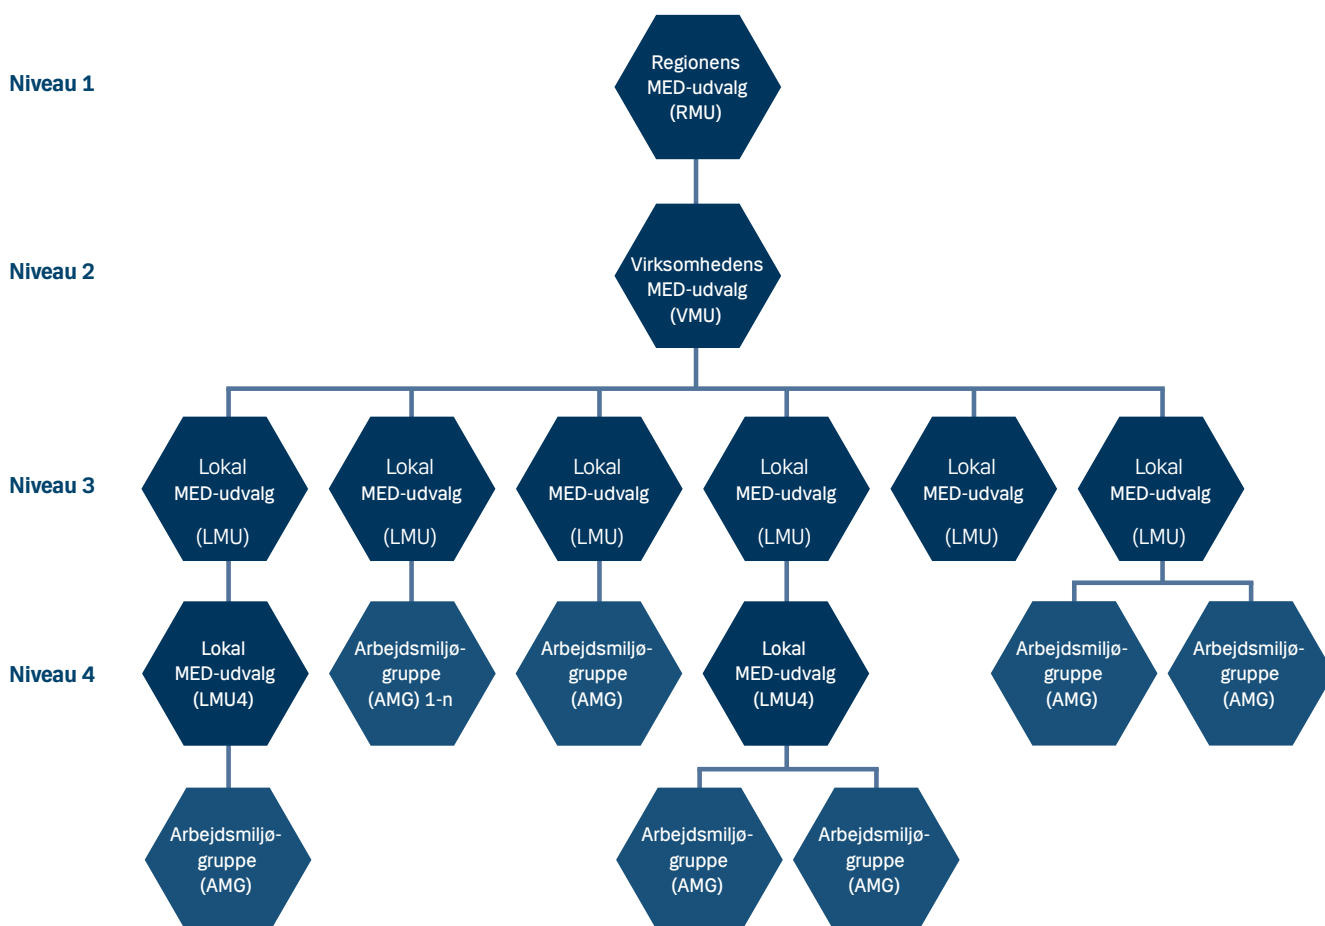 Niveau 1
Regionens
MED-udvalg
(RMU)
Niveau 2
Virksomhedens
MED-udvalg
(VMU)
Niveau 3
Lokal
MED-udvalg
(LMU)
Lokal
MED-udvalg
(LMU)
Lokal
MED-udvalg
(LMU)
Lokal
MED-udvalg
(LMU)
Lokal
MED-udvalg
(LMU)
Lokal
MED-udvalg
(LMU)
Niveau 4
Lokal
MED-udvalg
(LMU4)
Arbejdsmiljø-
gruppe
(AMG) 1-n
Arbejdsmiljø-
gruppe
(AMG)
Lokal
MED-udvalg
(LMU4)
Arbejdsmiljø-
gruppe
(AMG)
Arbejdsmiljø-
gruppe
(AMG)
Arbejdsmiljø-
gruppe
(AMG)
Arbejdsmiljø-
gruppe
(AMG)
Arbejdsmiljø-
gruppe
(AMG)